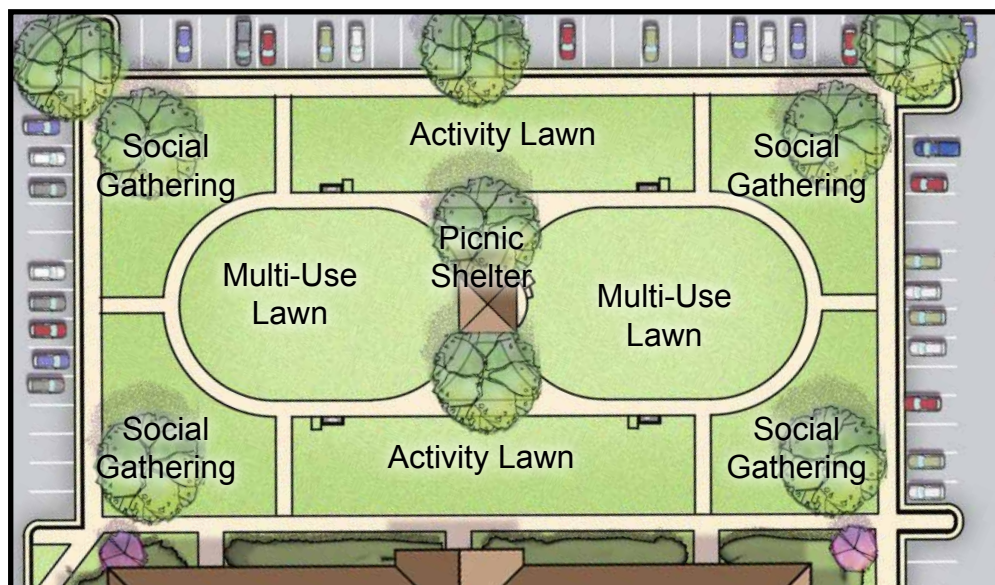 Activity Lawn
Social
Gathering
Social
Gathering
Picnic
Shelter
Multi-Use
Lawn
Multi-Use
Lawn
Social
Gathering
Activity Lawn
Social
Gathering